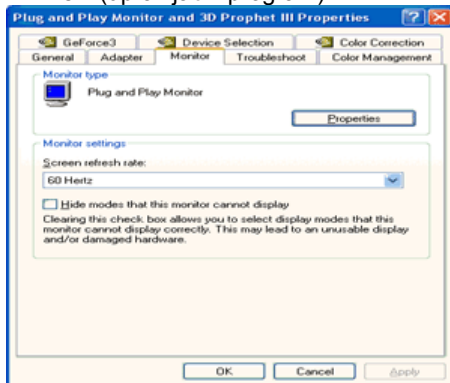 Plug and Play Monitor and 3D Prophet III Properties
GeForce3 Device Selection Color Correction
General Adapter Monitor Troubleshoot Color Management
Monitor type
Plug and Play Monitor
Properties
Monitor settings
Screen refresh rate:
60 Hertz
Hide modes that this monitor cannot display
Clearing this check box allows you to select display modes that this
monitor cannot display correctly. This may lead to an unusable display
and/or damaged hardware.
OK Cancel Apply